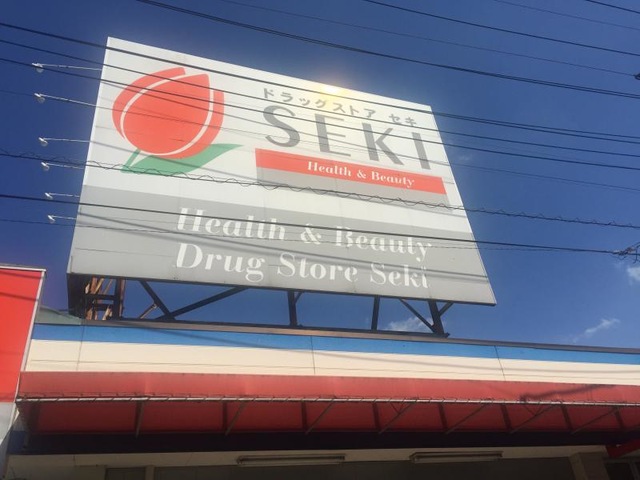 ドラッグストア セキ
SEKI
Health & Beauty
Health & Beauty
Drug Store Seki